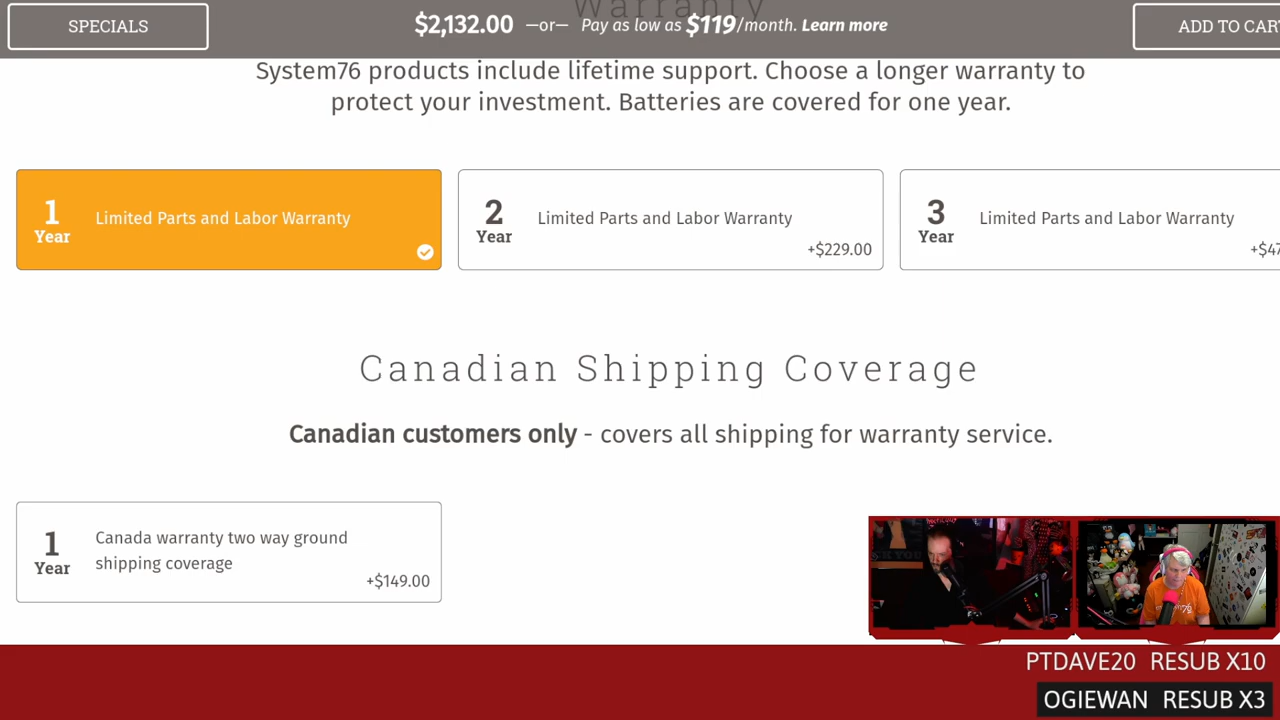 Warranty
SPECIALS
$2,132.00 —or— Pay as low as $119/month. Learn more
ADD TO CAR
System76 products include lifetime support. Choose a longer warranty to
protect your investment. Batteries are covered for one year.
1
Year
Limited Parts and Labor Warranty
2
Year
Limited Parts and Labor Warranty
+$229.00
3
Year
Limited Parts and Labor Warranty
+$47
Canadian Shipping Coverage
Canadian customers only - covers all shipping for warranty service.
1
Year
Canada warranty two way ground
shipping coverage
+$149.00
PTDAVE20 RESUB X10
OGIEWAN RESUB X3